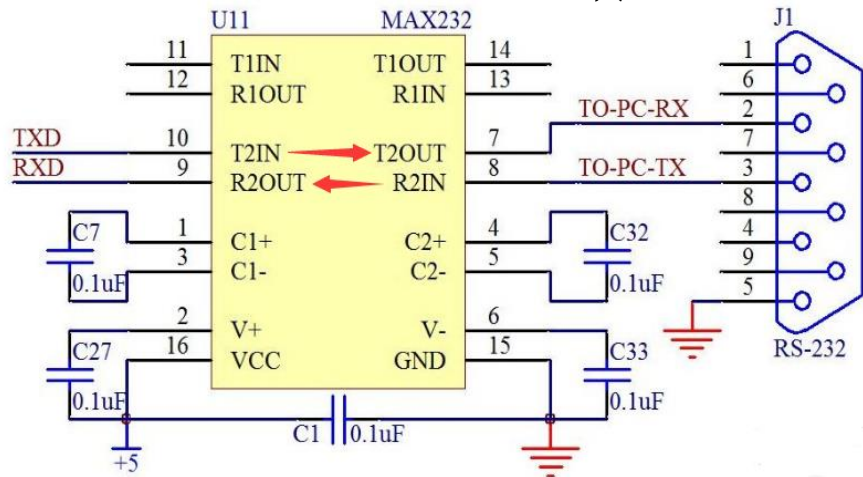 U11 MAX232 J1
11 T1IN T1OUT 14 1
12 R1OUT R1IN 13 6
TO-PC-RX 2
TXD 10 T2IN T2OUT 7 7
RXD 9 R2OUT R2IN 8 TO-PC-TX 3
8
C7 1 C1+ C2+ 4 C32 4
0.1uF 3 C1- C2- 5 0.1uF 9
5
2 V+ V- 6
C27 16 VCC GND 15 C33 RS-232
0.1uF 0.1uF
C1 0.1uF
+5